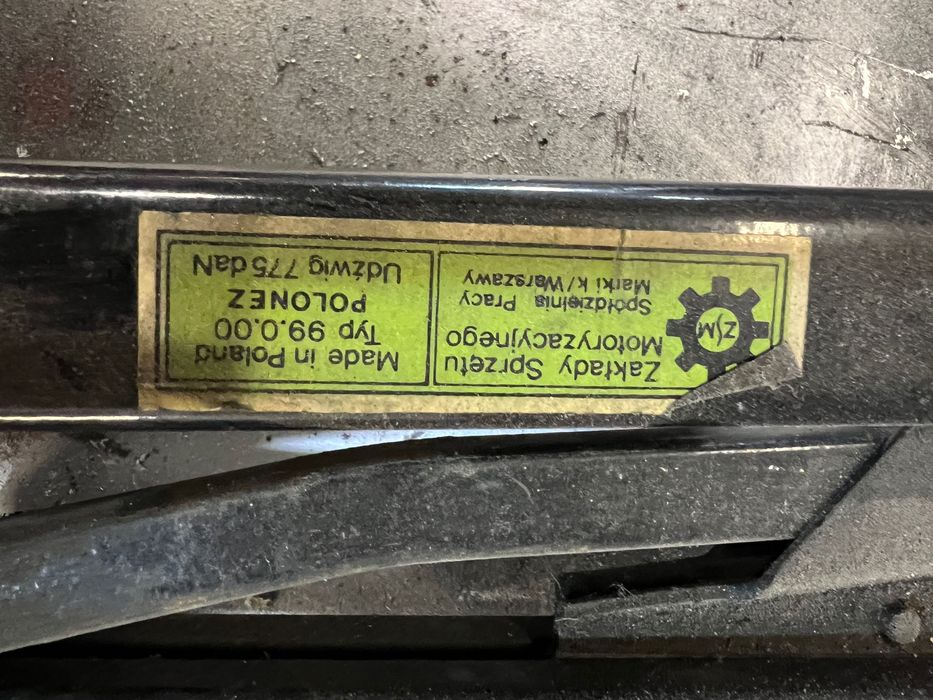 ZSM
Zakłady Sprzętu
Motoryzacyjnego
Spółdzielnia Pracy
Marki k/Warszawy
Made in Poland
Typ 99.0.00
POLONEZ
Udźwig 775 daN